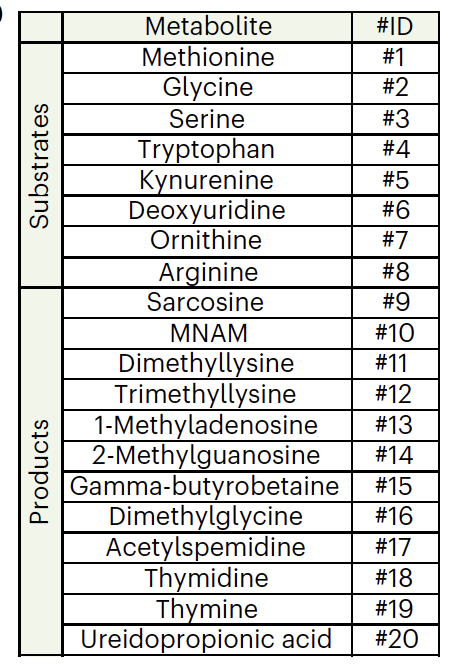 Metabolite #ID
Substrates
Methionine #1
Glycine #2
Serine #3
Tryptophan #4
Kynurenine #5
Deoxyuridine #6
Ornithine #7
Arginine #8
Products
Sarcosine #9
MNAM #10
Dimethyllysine #11
Trimethyllysine #12
1-Methyladenosine #13
2-Methylguanosine #14
Gamma-butyrobetaine #15
Dimethylglycine #16
Acetylspemidine #17
Thymidine #18
Thymine #19
Ureidopropionic acid #20